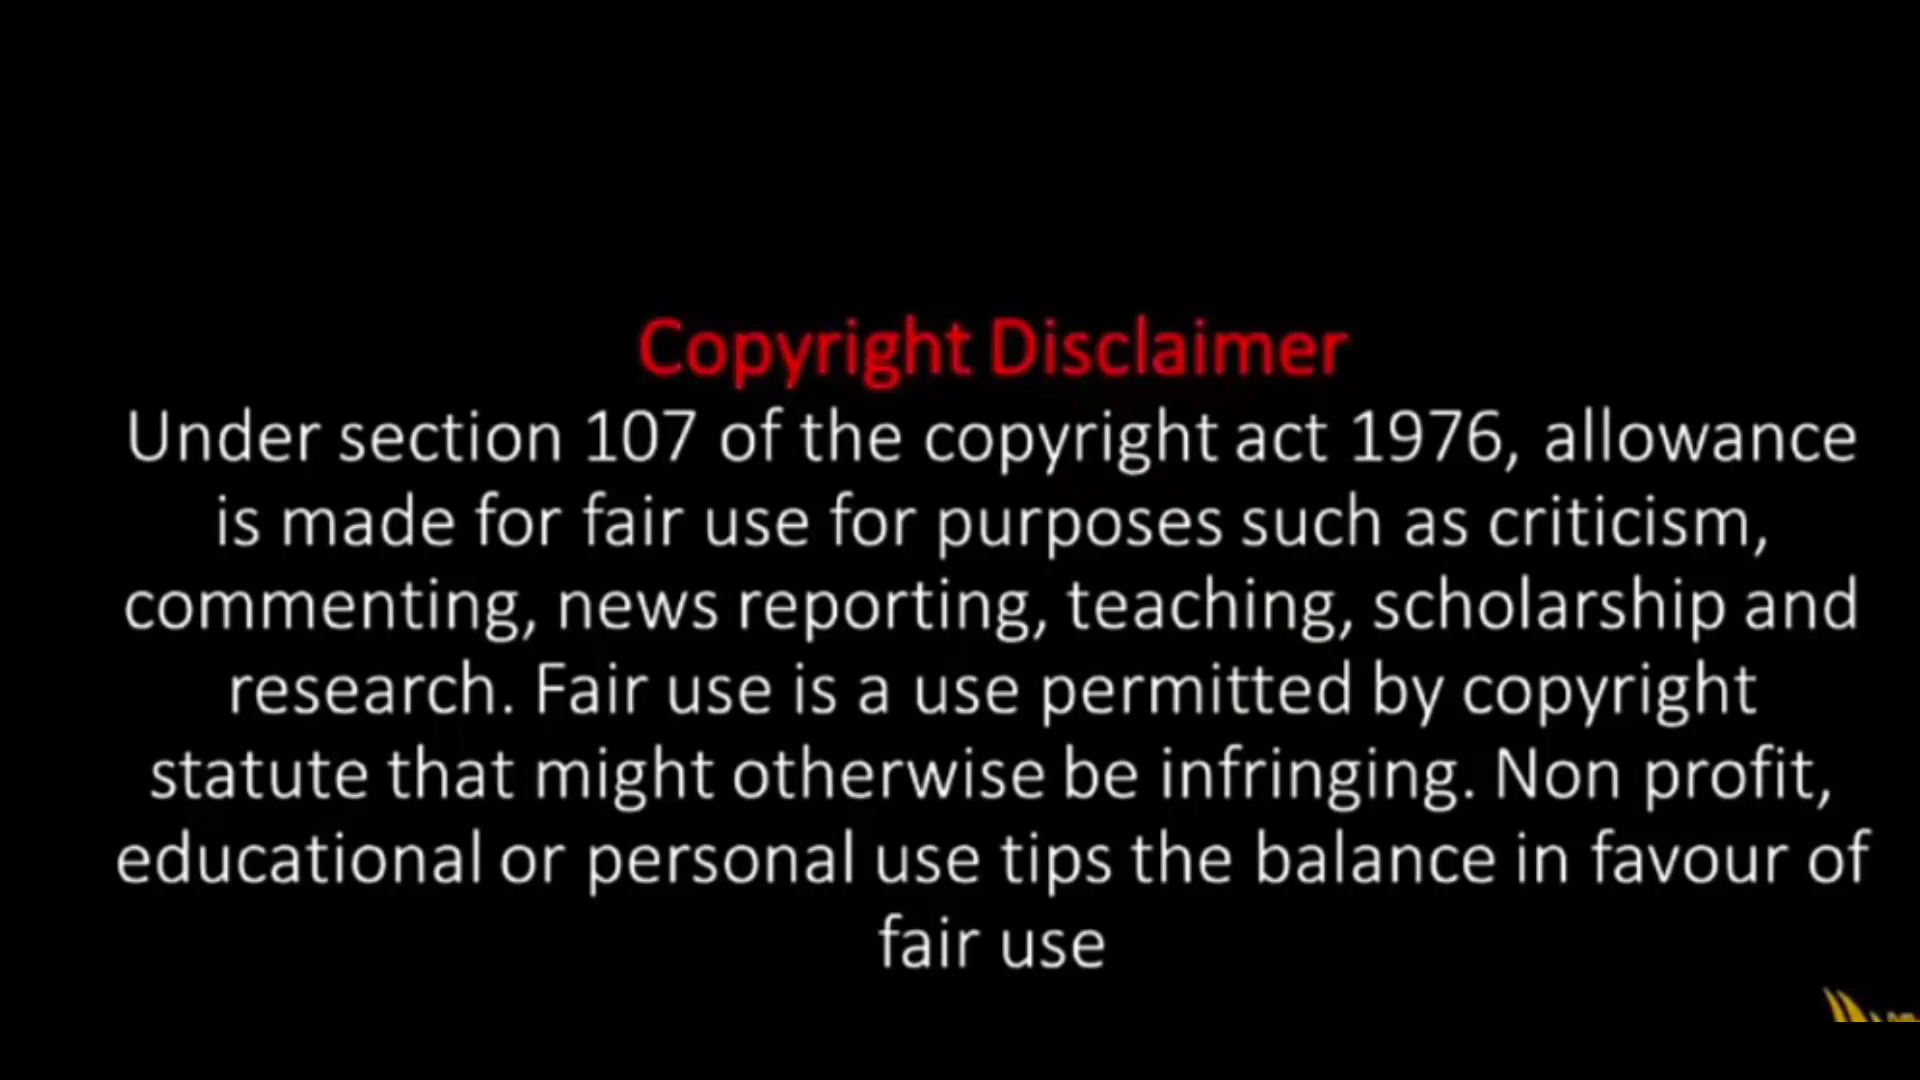 Copyright Disclaimer
Under section 107 of the copyright act 1976, allowance
is made for fair use for purposes such as criticism,
commenting, news reporting, teaching, scholarship and
research. Fair use is a use permitted by copyright
statute that might otherwise be infringing. Non profit,
educational or personal use tips the balance in favour of
fair use